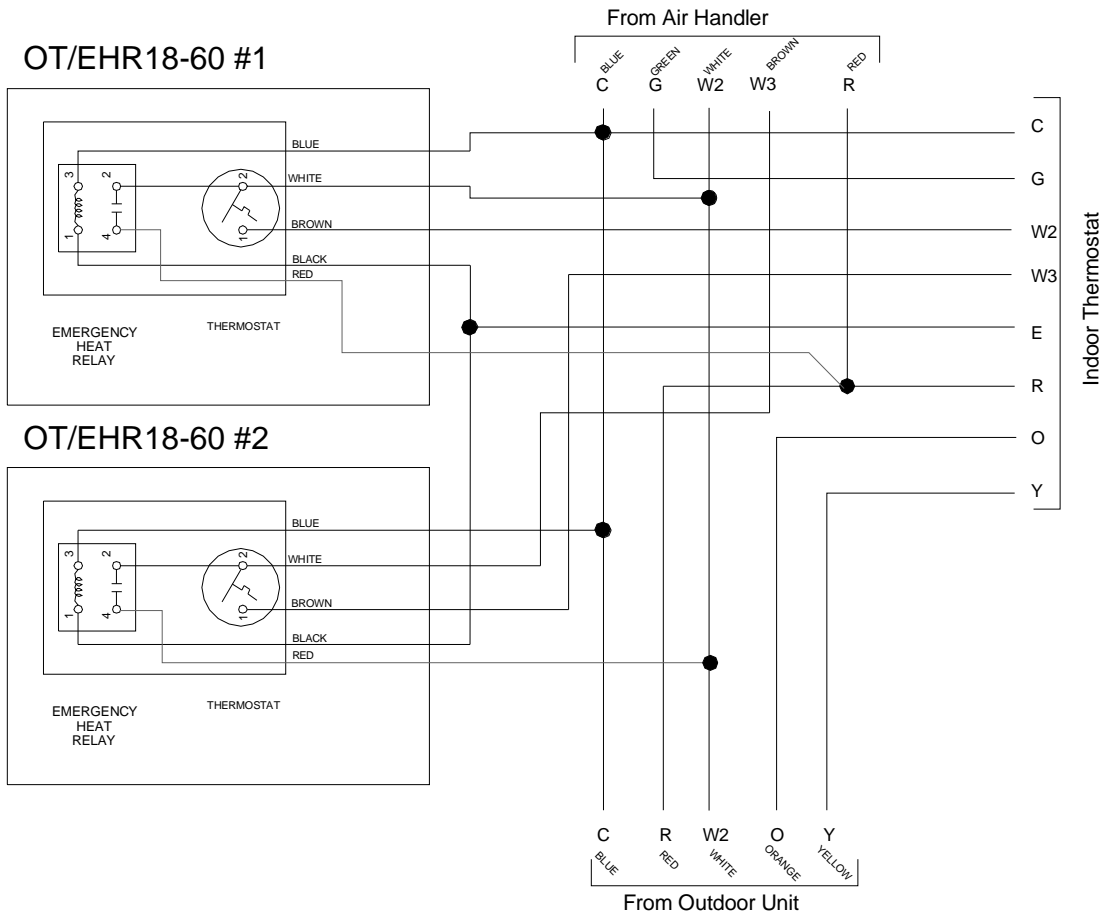 From Air Handler
BLUE GREEN WHITE BROWN RED
C G W2 W3 R
OT/EHR18-60 #1
3 2 2
1 4 1
BLUE
WHITE
BROWN
BLACK
RED
EMERGENCY
HEAT
RELAY
THERMOSTAT
C
G
W2
W3
E
R
O
Y
Indoor Thermostat
OT/EHR18-60 #2
3 2 2
1 4 1
BLUE
WHITE
BROWN
BLACK
RED
EMERGENCY
HEAT
RELAY
THERMOSTAT
C R W2 O Y
BLUE RED WHITE ORANGE YELLOW
From Outdoor Unit